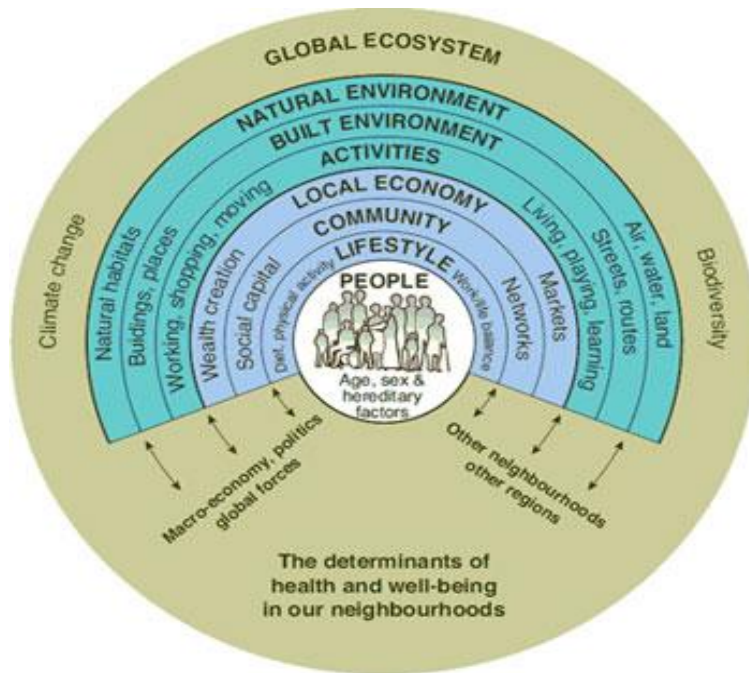 GLOBAL ECOSYSTEM
NATURAL ENVIRONMENT
BUILT ENVIRONMENT
ACTIVITIES
LOCAL ECONOMY
COMMUNITY
LIFESTYLE
PEOPLE
Age, sex &
hereditary
factors
Climate change
Natural habitats
Buidings, places
Working, shopping, moving
Wealth creation
Social capital
Diet, physical activity
Work/life balance
Networks
Markets
Living, playing, learning
Streets, routes
Air, water, land
Biodiversity
Macro-economy, politics
global forces
Other neighbourhoods
other regions
The determinants of
health and well-being
in our neighbourhoods